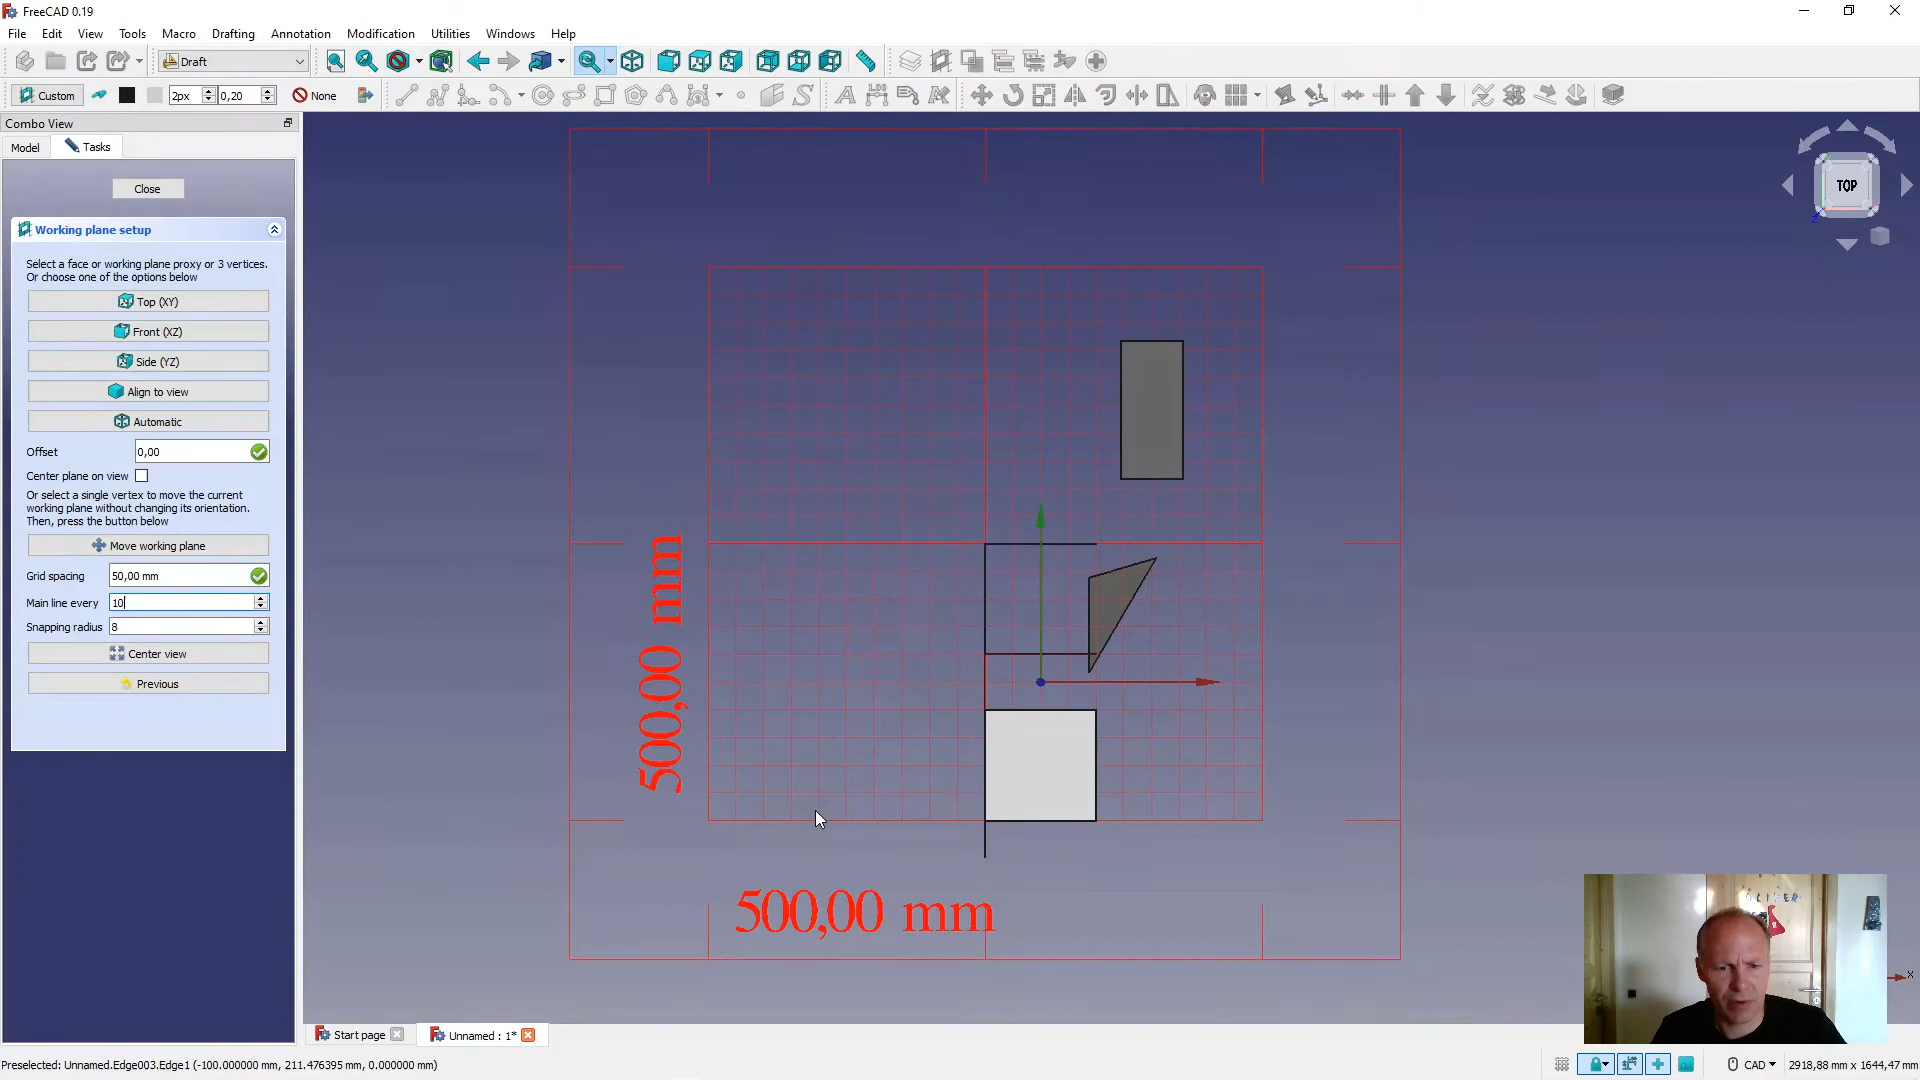 FreeCAD 0.19
File Edit View Tools Macro Drafting Annotation Modification Utilities Windows Help
Draft
Custom 2px 0,20 None
Combo View
Model Tasks
Close
Working plane setup
Select a face or working plane proxy or 3 vertices.
Or choose one of the options below
Top (XY)
Front (XZ)
Side (YZ)
Align to view
Automatic
Offset 0,00
Center plane on view
Or select a single vertex to move the current
working plane without changing its orientation.
Then, press the button below
Move working plane
Grid spacing 50,00 mm
Main line every 10
Snapping radius 8
Center view
Previous
TOP
Z
500,00 mm
500,00 mm
X
Start page Unnamed : 1*
Preselected: Unnamed.Edge003.Edge1 (-100.000000 mm, 211.476395 mm, 0.000000 mm)
CAD 2918,88 mm x 1644,47 mm